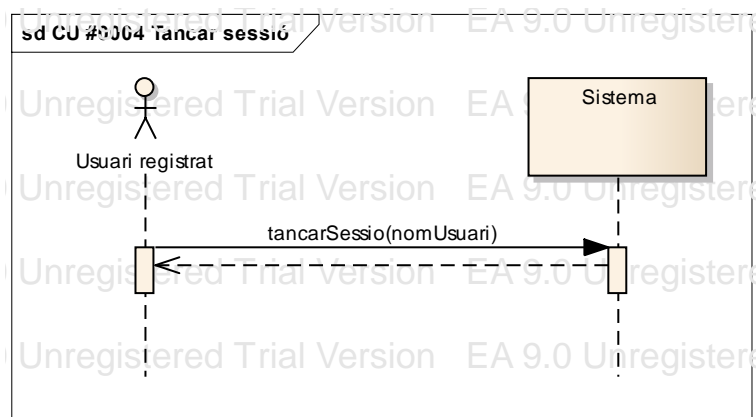 sd CU #0004 Tancar sessió
Unregistered Trial Version EA 9.0 Unregistered
Unregistered Trial Version EA 9.0 Unregistered
Sistema
Usuari registrat
Unregistered Trial Version EA 9.0 Unregistered
tancarSessio(nomUsuari)
Unregistered Trial Version EA 9.0 Unregistered
Unregistered Trial Version EA 9.0 Unregistered